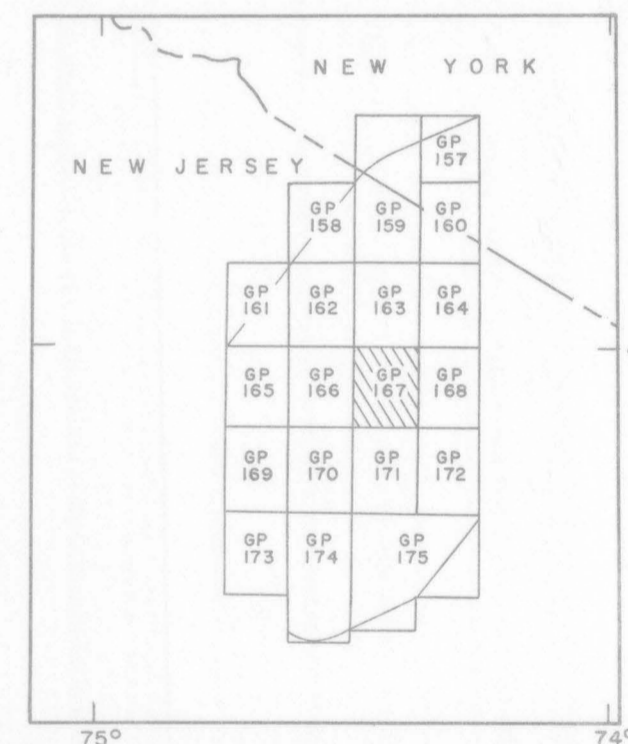 NEW YORK
NEW JERSEY
GP 157
GP 158
GP 159
GP 160
GP 161
GP 162
GP 163
GP 164
GP 165
GP 166
GP 167
GP 168
GP 169
GP 170
GP 171
GP 172
GP 173
GP 174
GP 175
75° 74°